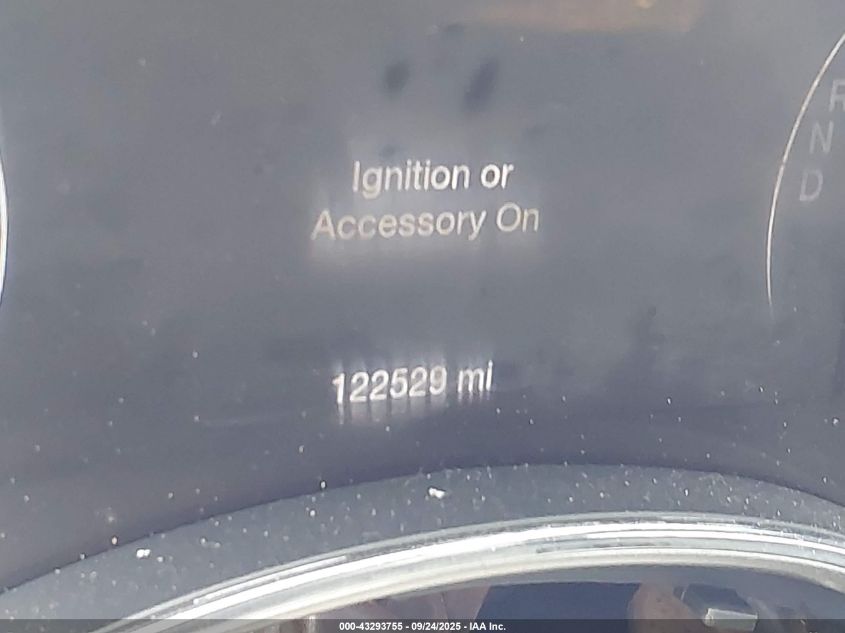 R
N
D
Ignition or
Accessory On
122529 mi
000-43293755 - 09/24/2025 - IAA Inc.